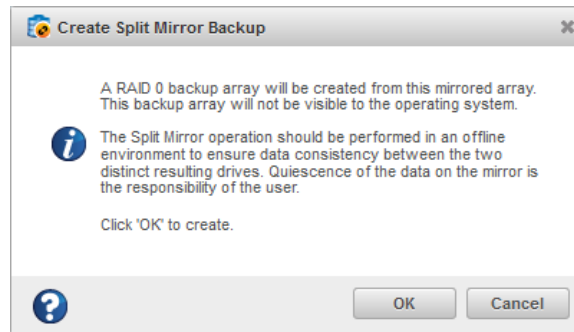 Create Split Mirror Backup
A RAID 0 backup array will be created from this mirrored array.
This backup array will not be visible to the operating system.
The Split Mirror operation should be performed in an offline
environment to ensure data consistency between the two
distinct resulting drives. Quiescence of the data on the mirror is
the responsibility of the user.
Click 'OK' to create.
OK
Cancel